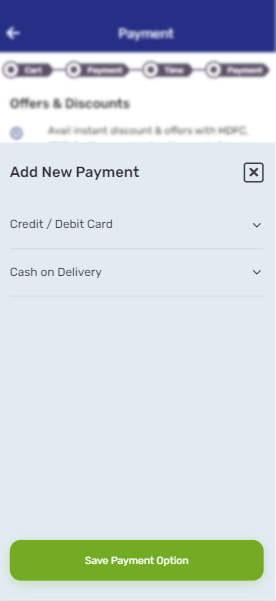 Payment
Cart
Payment
Time
Payment
Offers & Discounts
Avail instant discount & offers with HDFC,
Add New Payment
Credit / Debit Card
Cash on Delivery
Save Payment Option